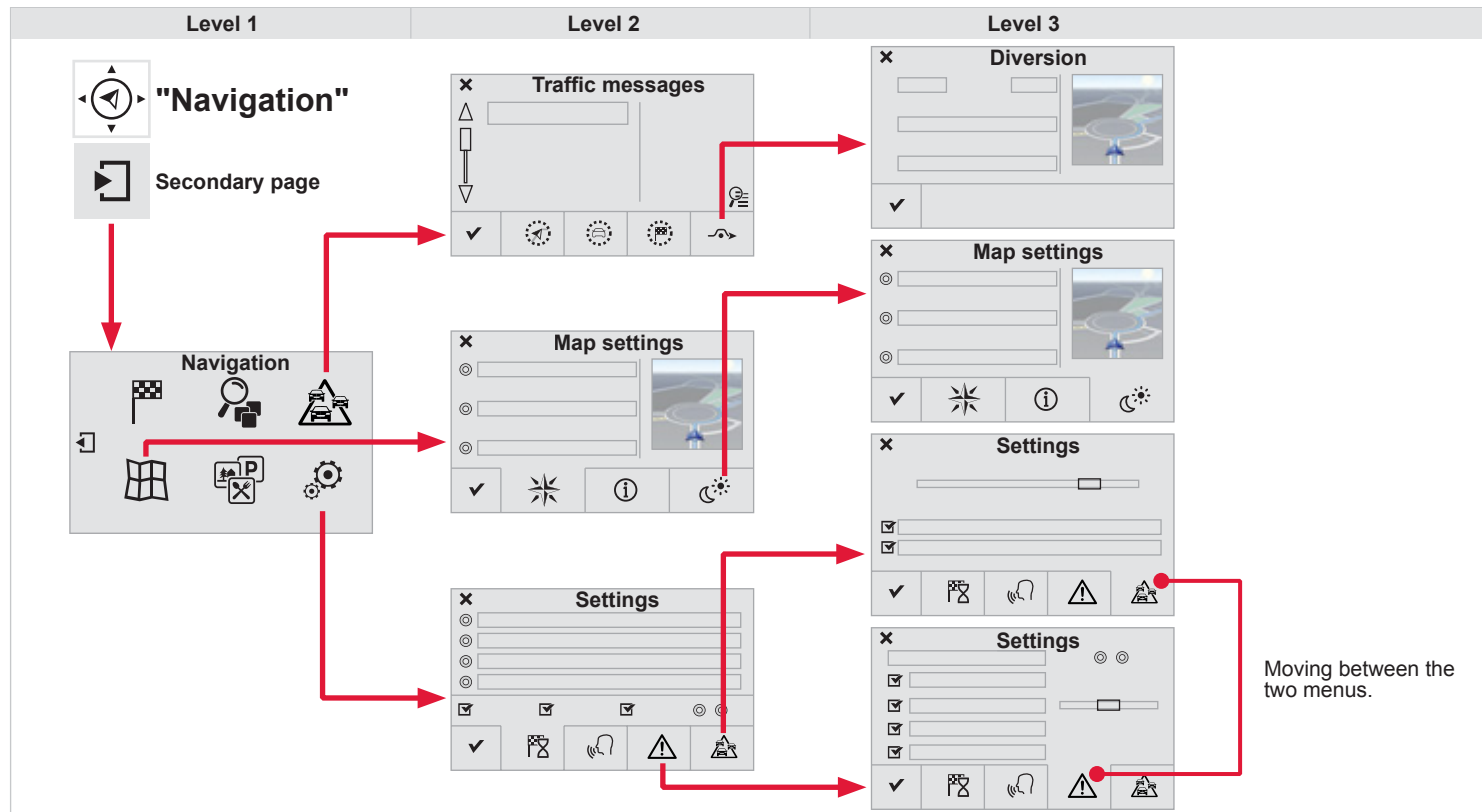 Level 1
Level 2
Level 3
"Navigation"
Secondary page
Navigation
P
Traffic messages
Map settings
Settings
Diversion
Map settings
Settings
Settings
Moving between the
two menus.